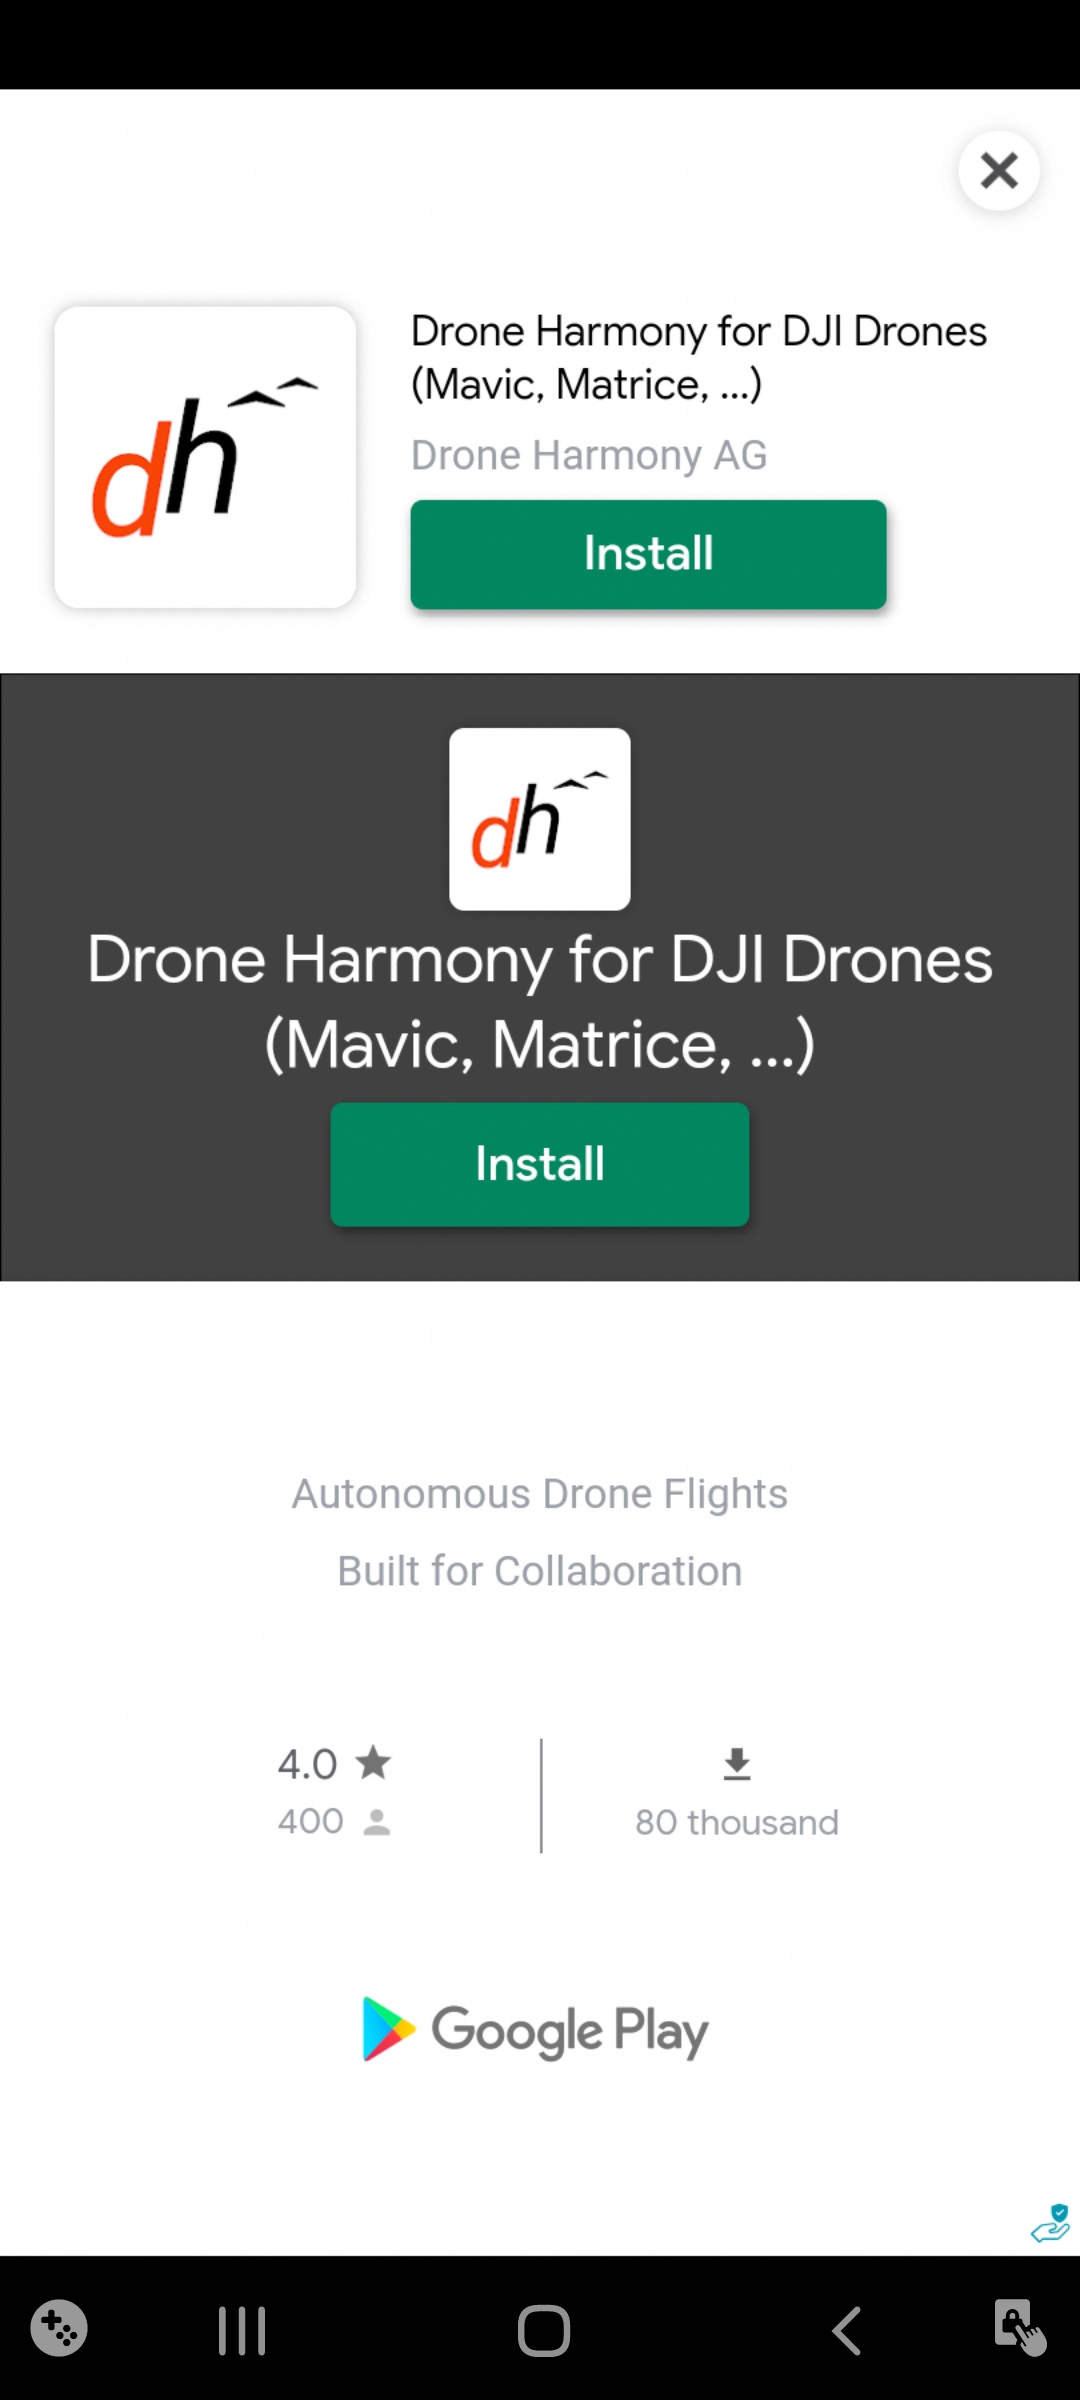 dh
Drone Harmony for DJI Drones
(Mavic, Matrice, ...)
Drone Harmony AG
Install
dh
Drone Harmony for DJI Drones
(Mavic, Matrice, ...)
Install
Autonomous Drone Flights
Built for Collaboration
4.0
400
80 thousand
Google Play